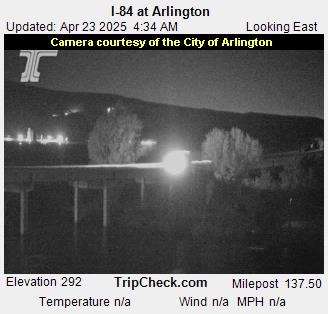 I-84 at Arlington
Updated: Apr 23 2025 4:34 AM Looking East
Camera courtesy of the City of Arlington
Elevation 292 TripCheck.com Milepost 137.50
Temperature n/a Wind n/a MPH n/a